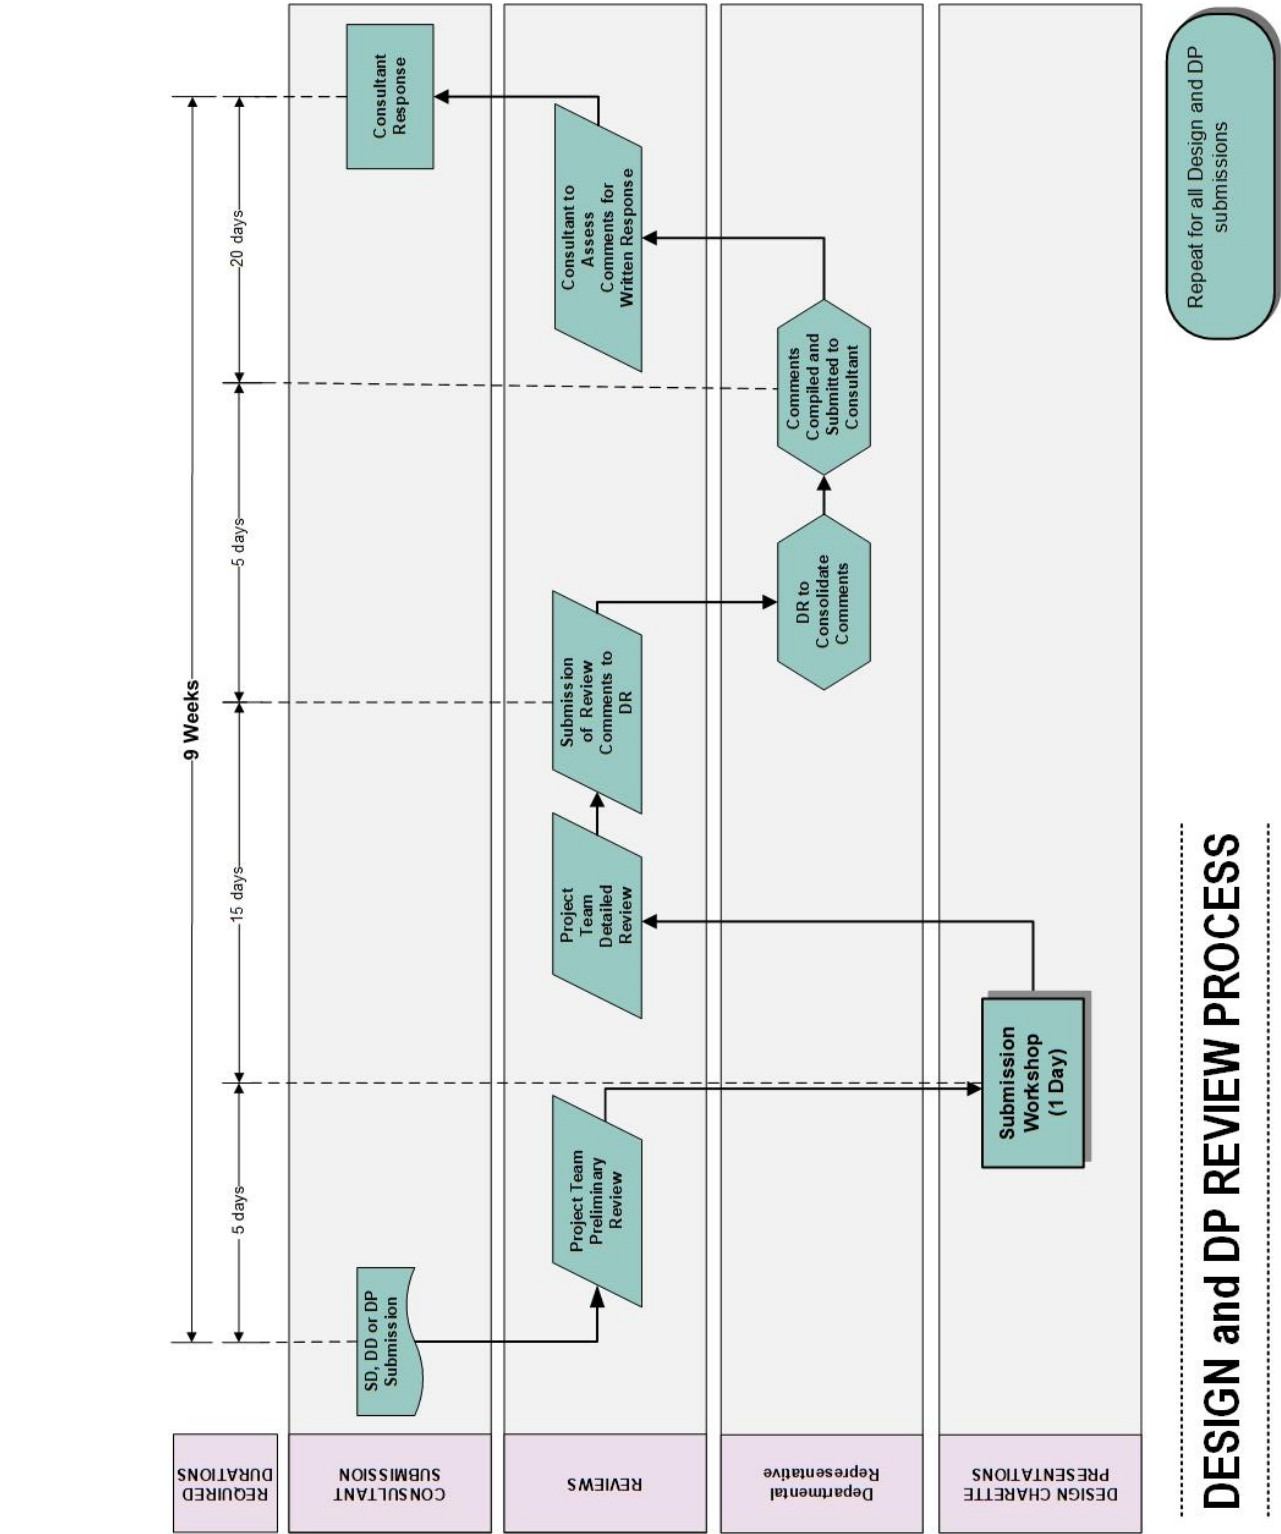 9 Weeks
5 days
15 days
5 days
20 days
REQUIRED
DURATIONS
CONSULTANT
SUBMISSION
SD, DD or DP
Submission
Consultant
Response
REVIEWS
Project Team
Preliminary
Review
Project
Team
Detailed
Review
Submission
of Review
Comments to
DR
Consultant to
Assess
Comments for
Written Response
Departmental
Representative
DR to
Consolidate
Comments
Comments
Compiled and
Submitted to
Consultant
DESIGN CHARETTE
PRESENTATIONS
Submission
Workshop
(1 Day)
DESIGN and DP REVIEW PROCESS
Repeat for all Design and DP
submissions